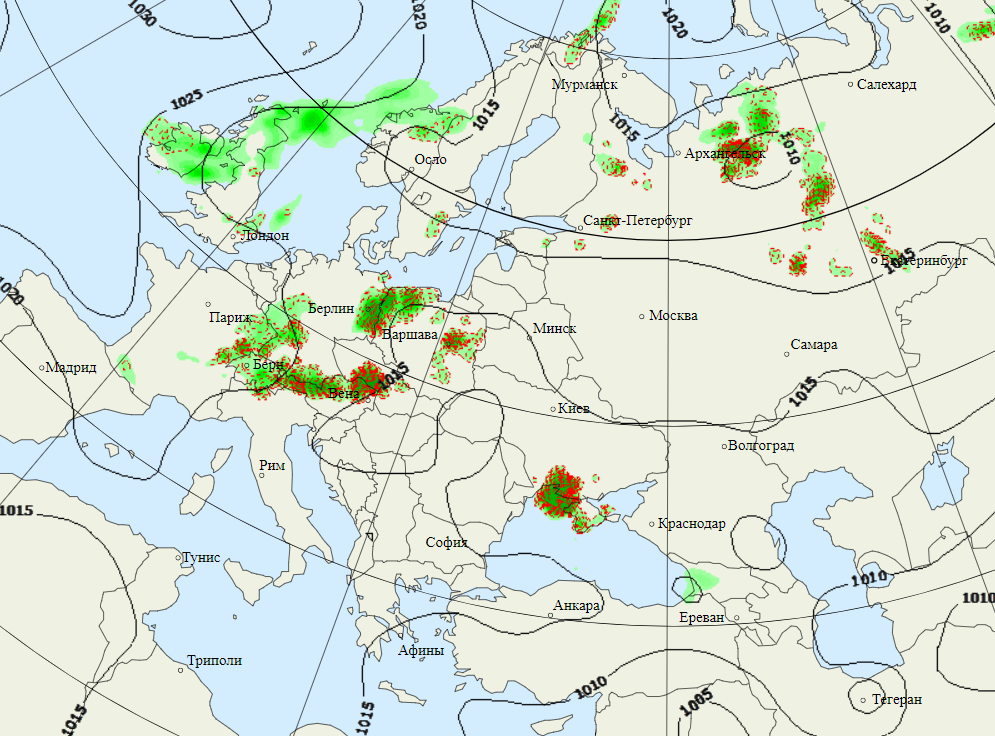 1030
1020
1020
1010
1025
Мурманск
Салехард
1015
1015
Архангельск
1010
Осло
Санкт-Петербург
Лондон
Екатеринбург
1015
1020
Париж
Берлин
Москва
Варшава
Минск
Самара
Мадрид
Берн
1015
Вена
1015
Киев
Волгоград
Рим
1015
Краснодар
София
Тунис
1010
1010
Анкара
Ереван
Афины
Триполи
1010
1005
Тегеран
1015
1015